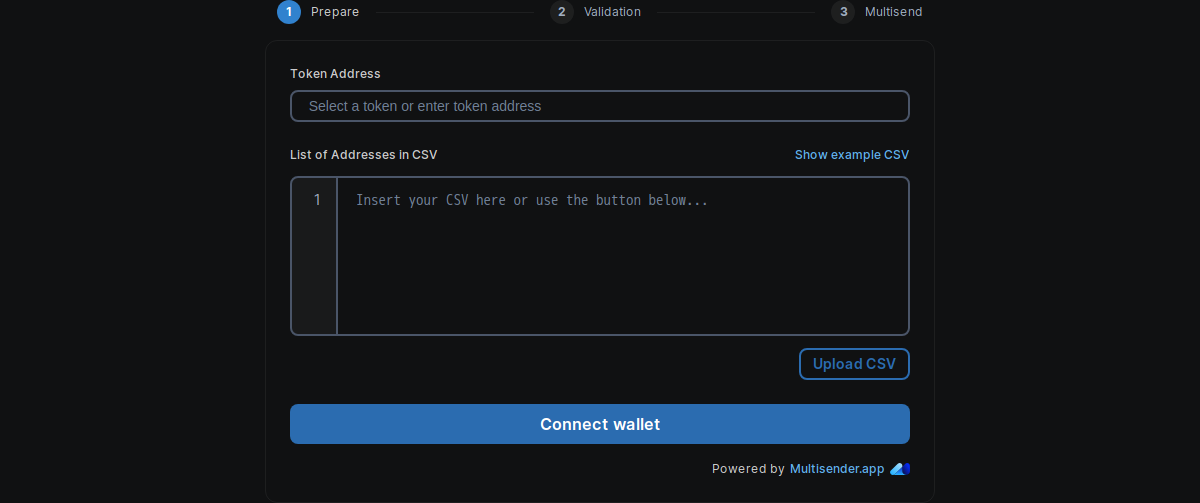 1 Prepare 2 Validation 3 Multisend
Token Address
Select a token or enter token address
List of Addresses in CSV Show example CSV
1 Insert your CSV here or use the button below...
Upload CSV
Connect wallet
Powered by Multisender.app